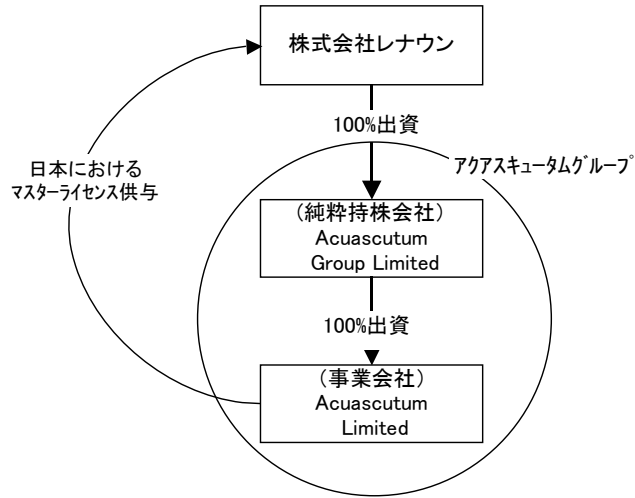 株式会社レナウン
100%出資
日本における
マスターライセンス供与
アクアスキュータムグループ
（純粋持株会社）
Acuascutum
Group Limited
100%出資
（事業会社）
Acuascutum
Limited